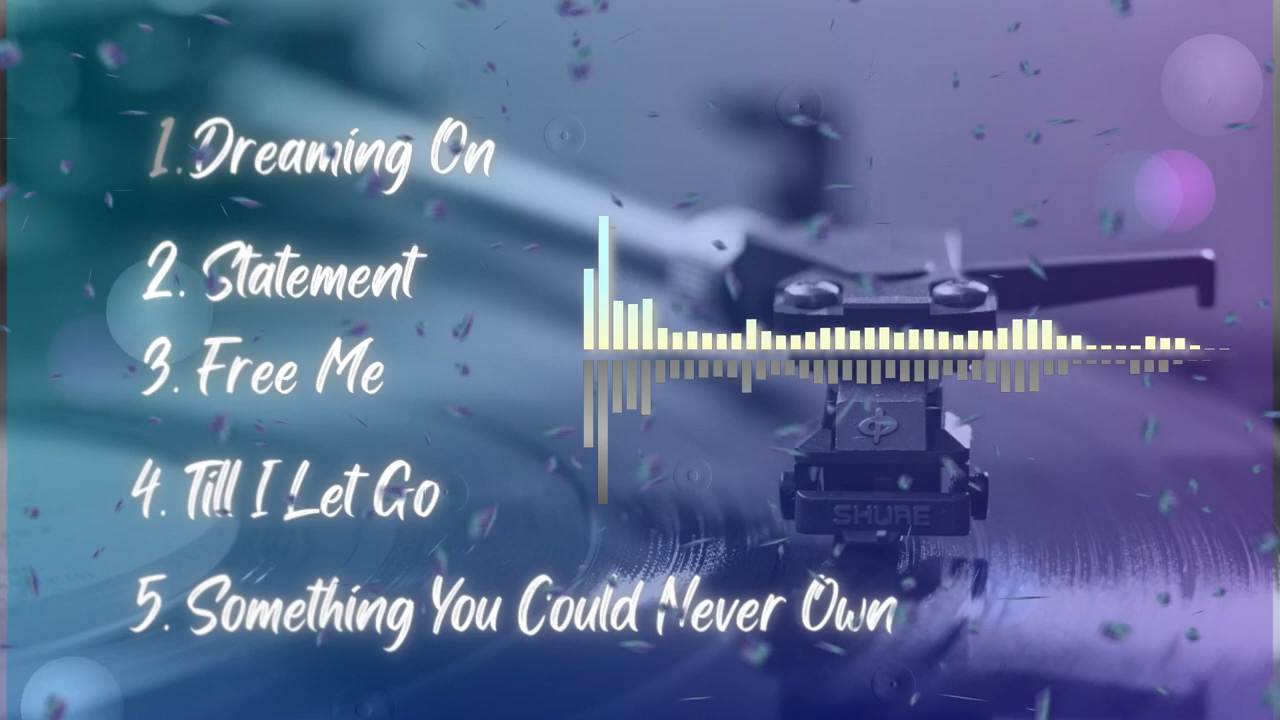 1. Dreaming On
2. Statement
3. Free Me
4. Till I Let Go
SHURE
5. Something You Could Never Own